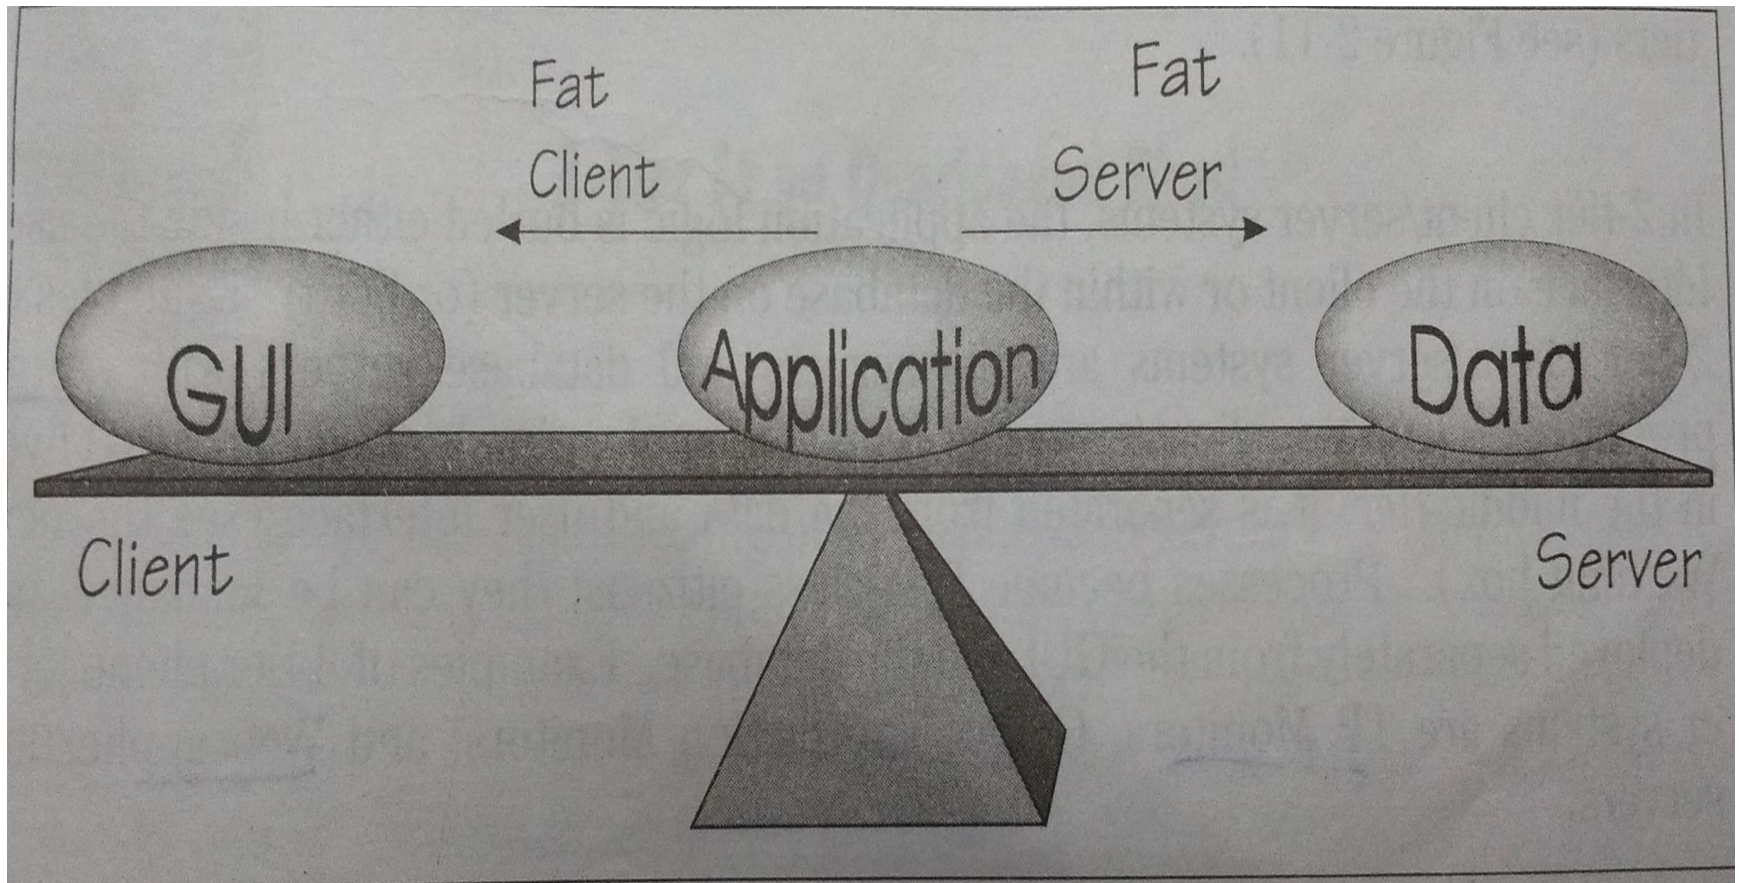 Fat
Client
Fat
Server
GUI
Application
Data
Client
Server